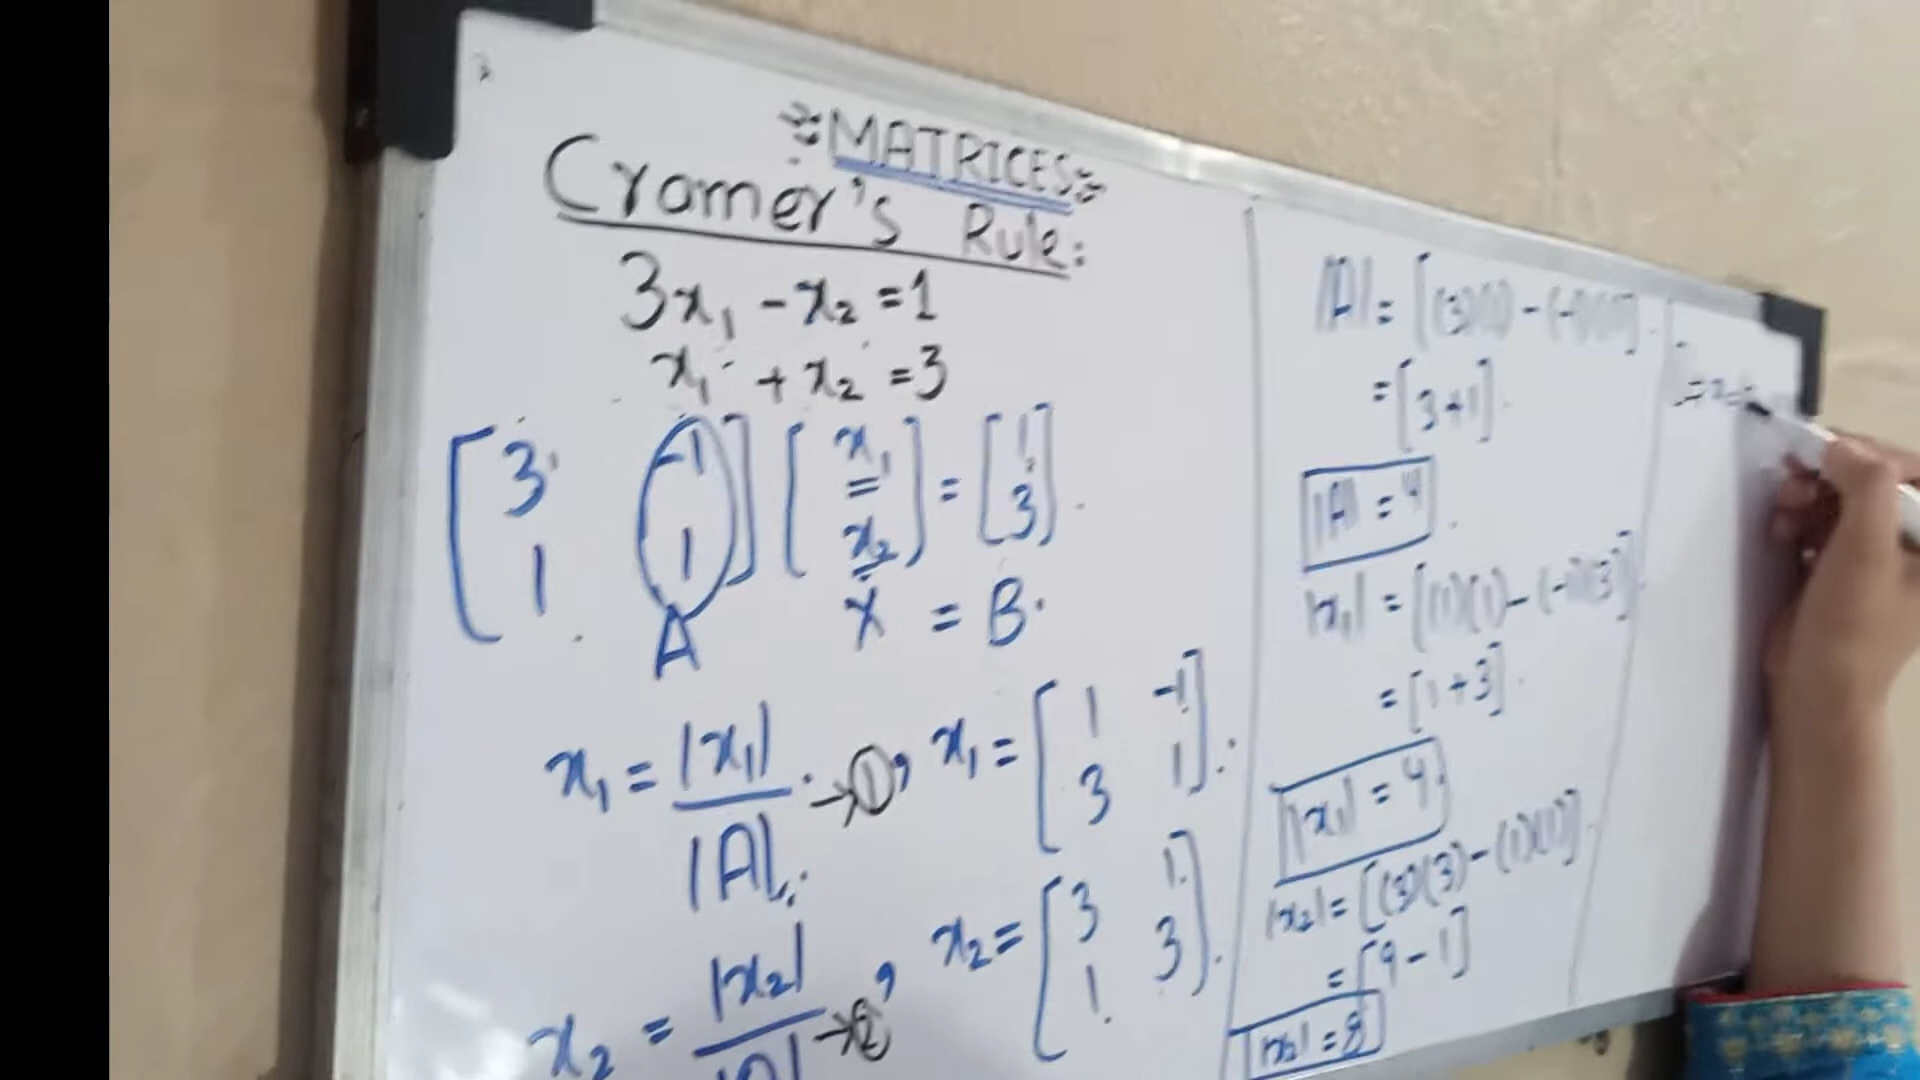 MATRICES
Cramer's Rule:
3x₁ - x₂ = 1
x₁ + x₂ = 3
[3 -1; 1 1] [x₁ = x₂] = [1; 3].
A X = B.
x₁ = |x₁| / |A|. → ①, x₁ = [1 -1; 3 1].
x₂ = |x₂| / |A| → ②, x₂ = [3 1; 1 3].
|A| = [(3)(1) - (-1)(1)].
= [3+1].
|A| = 4.
|x₁| = [(1)(1) - (-1)(3)].
= [1+3].
|x₁| = 4.
|x₂| = [(3)(3) - (1)(1)].
= [9-1]
|x₂| = 8